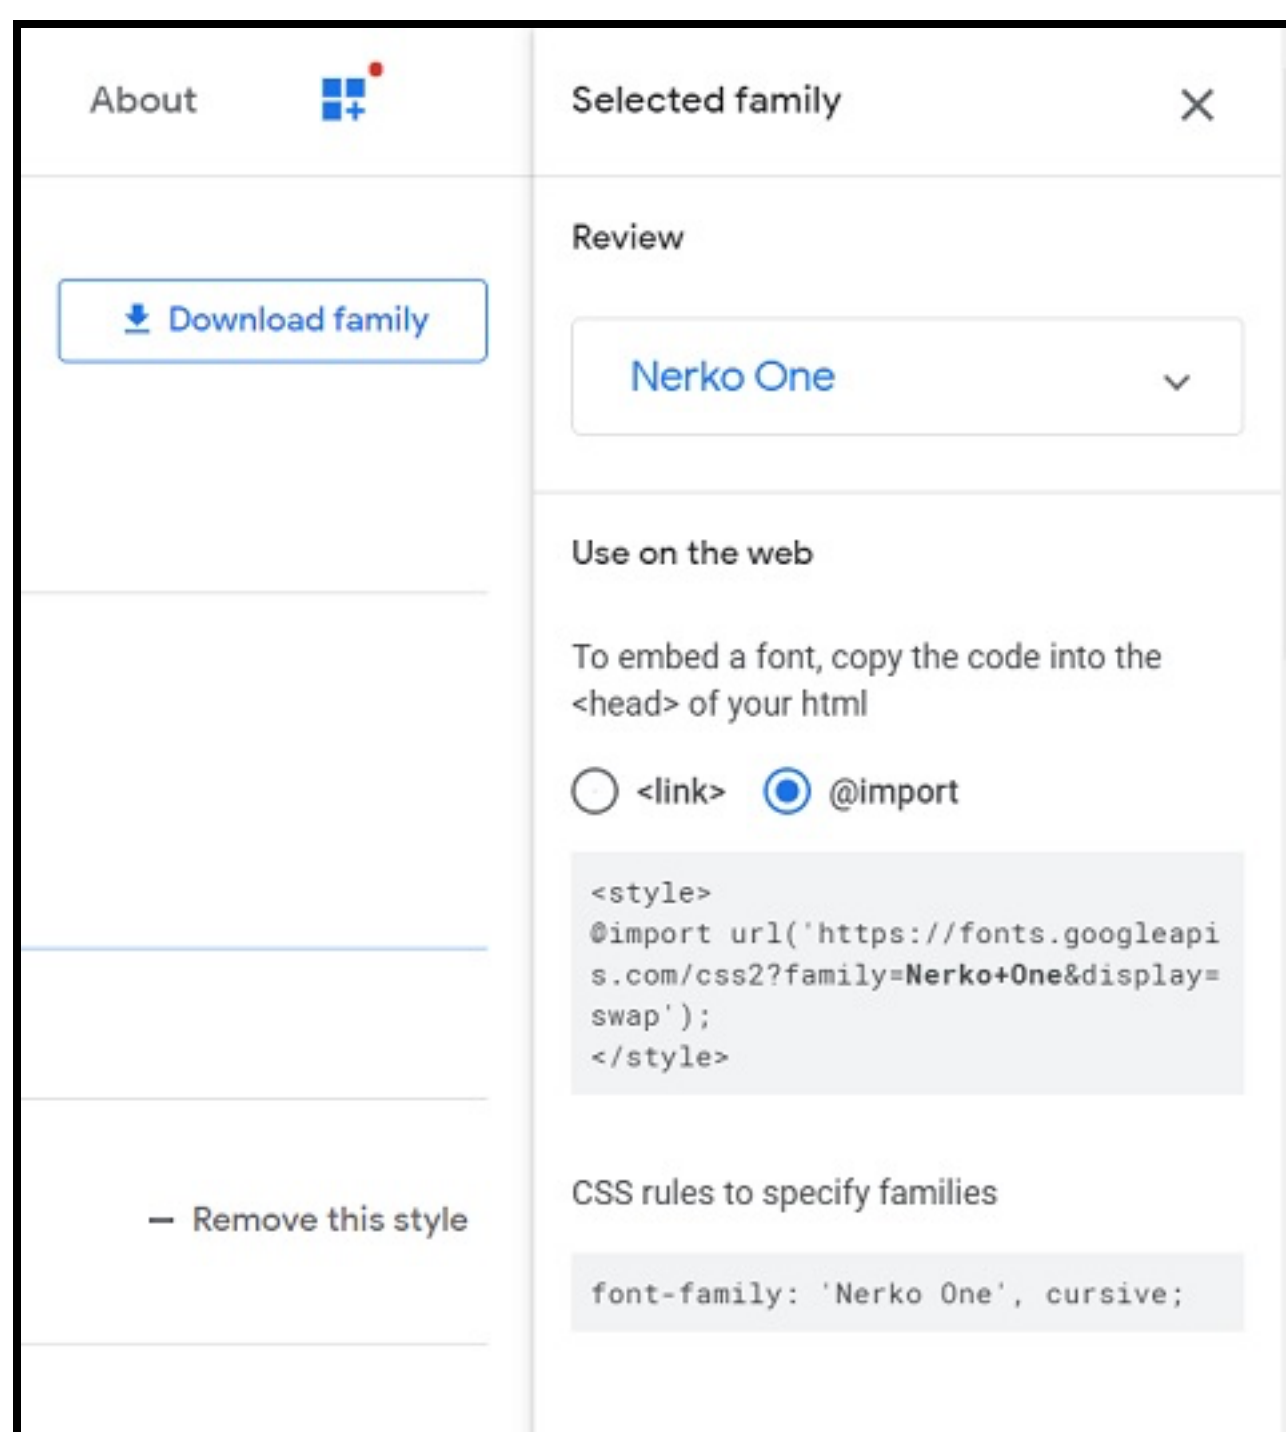 About
Selected family
Review
Download family
Nerko One
Use on the web
To embed a font, copy the code into the
<head> of your html
<link> @import
<style>
@import url('https://fonts.googleapi
s.com/css2?family=Nerko+One&display=
swap');
</style>
CSS rules to specify families
Remove this style
font-family: 'Nerko One', cursive;